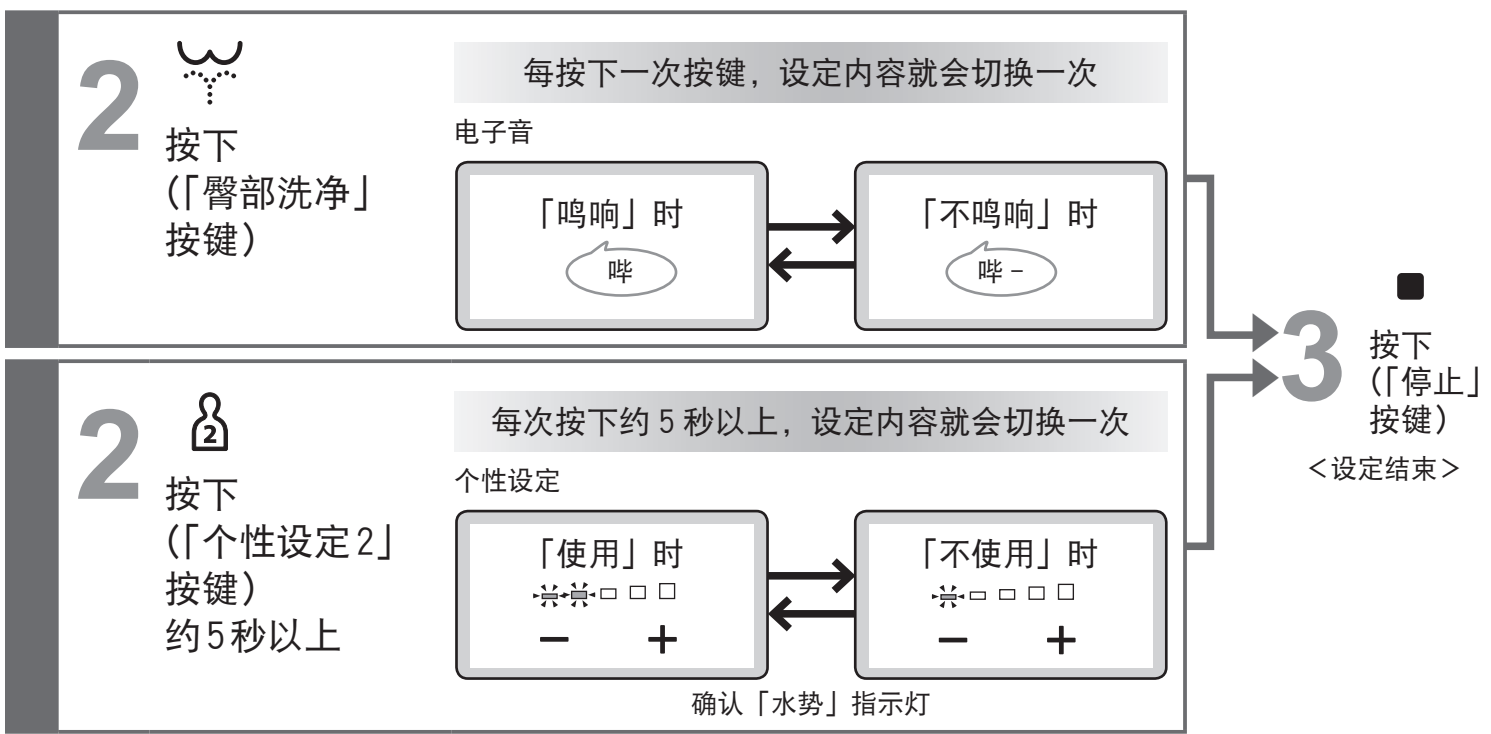 2
按下
(「臀部洗净」
按键)
每按下一次按键，设定内容就会切换一次
电子音
「鸣响」时
哔
「不鸣响」时
哔－
2
2
按下
(「个性设定2」
按键)
约5秒以上
每次按下约5秒以上，设定内容就会切换一次
个性设定
「使用」时
− +
「不使用」时
− +
确认「水势」指示灯
3
按下
(「停止」
按键)
＜设定结束＞